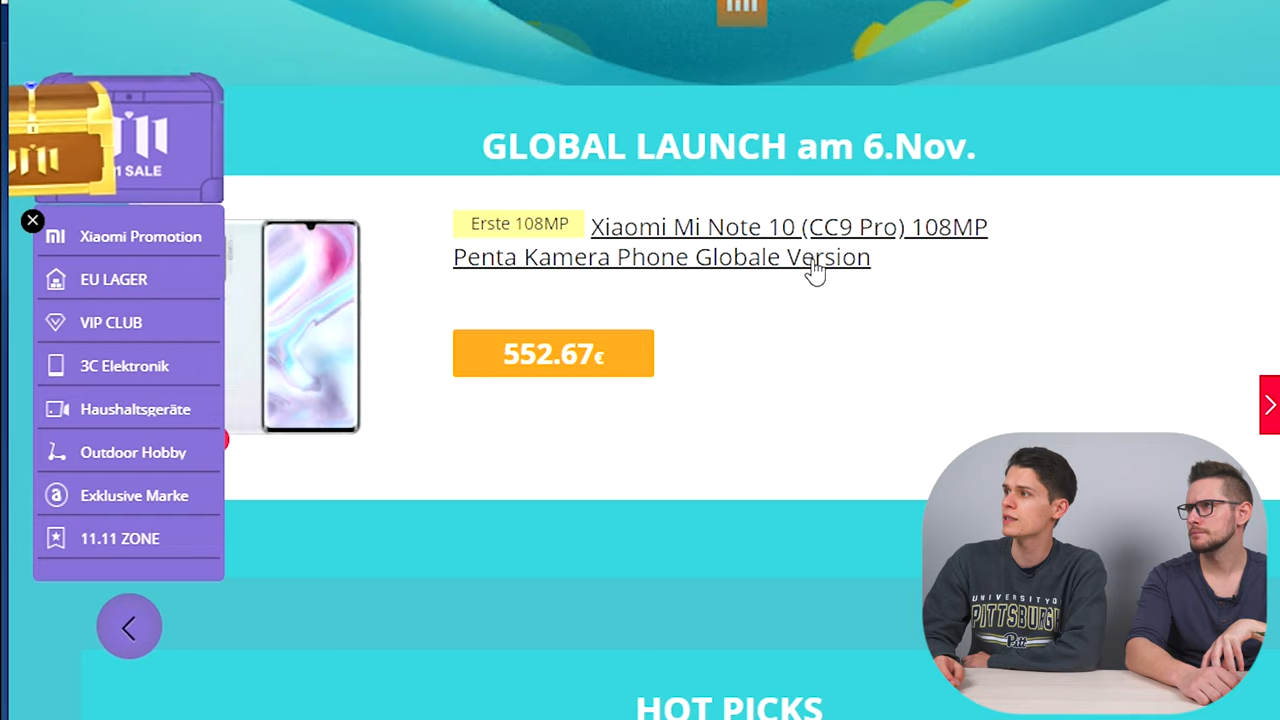 1 SALE
Xiaomi Promotion
EU LAGER
VIP CLUB
3C Elektronik
Haushaltsgeräte
Outdoor Hobby
Exklusive Marke
11.11 ZONE
GLOBAL LAUNCH am 6.Nov.
Erste 108MP Xiaomi Mi Note 10 (CC9 Pro) 108MP
Penta Kamera Phone Globale Version
552.67€
UNIVERSITY OF
PITTSBURGH
Pitt
HOT PICKS